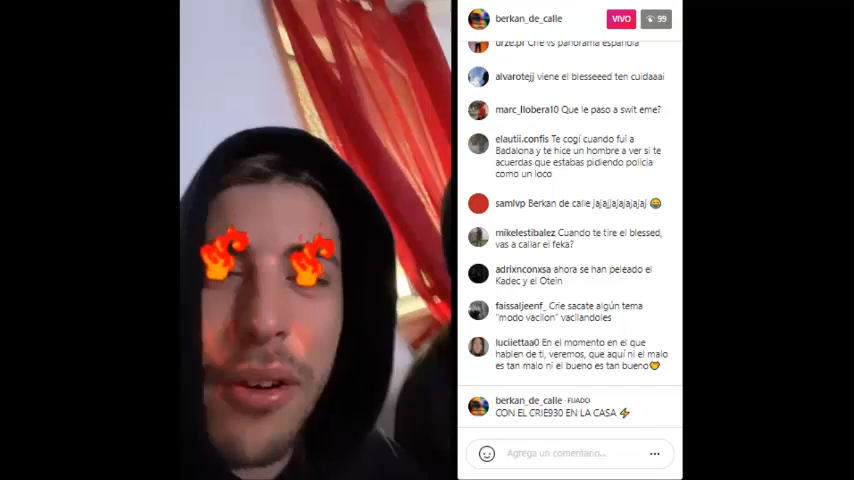 berkan_de_calle
VIVO
99
urze.pr Crie vs panorama española
alvarotejj viene el blesseeed ten cuidaaai
marc_llobera10 Que le paso a swit eme?
elautii.confis Te cogí cuando fui a
Badalona y te hice un hombre a ver si te
acuerdas que estabas pidiendo policia
como un loco
samlvp Berkan de calle jajajjajajajajaj 😂
mikelestibalez Cuando te tire el blessed,
vas a callar el feka?
adrixnconxsa ahora se han peleado el
Kadec y el Otein
faissaljeenf_ Crie sacate algún tema
"modo vacilon" vacilandoles
luciiettaa0 En el momento en el que
hablen de ti, veremos, que aquí ni el malo
es tan malo ni el bueno es tan bueno🧡
berkan_de_calle · FIJADO
CON EL CRIE930 EN LA CASA ⚡
Agrega un comentario...